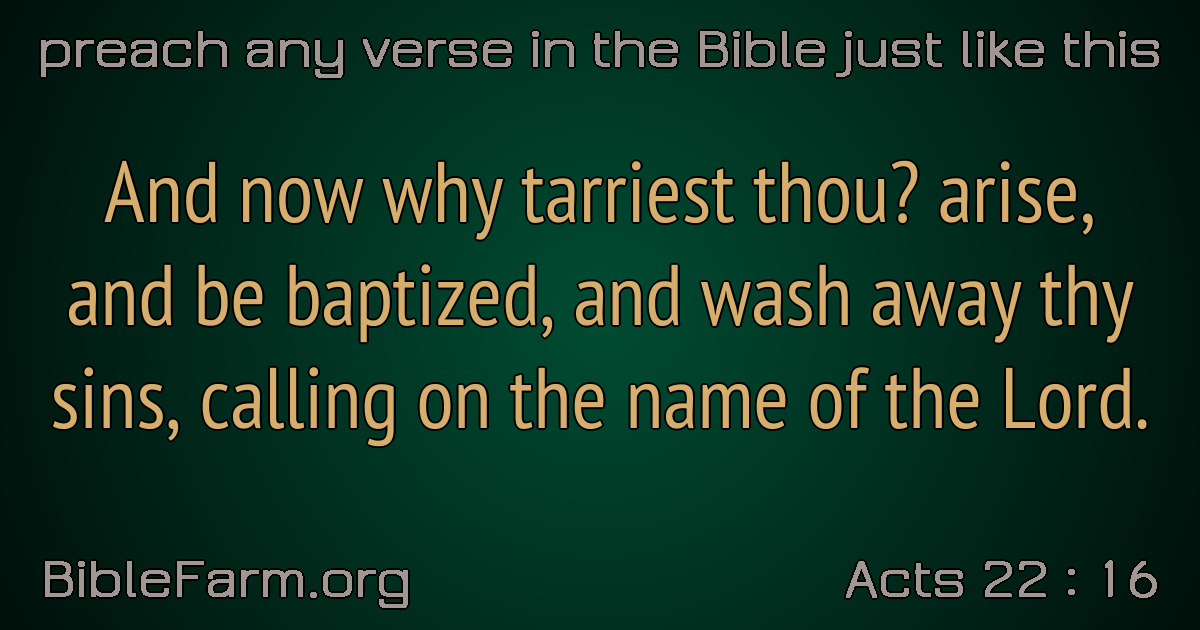 preach any verse in the Bible just like this
And now why tarriest thou? arise,
and be baptized, and wash away thy
sins, calling on the name of the Lord.
BibleFarm.org
Acts 22 : 16